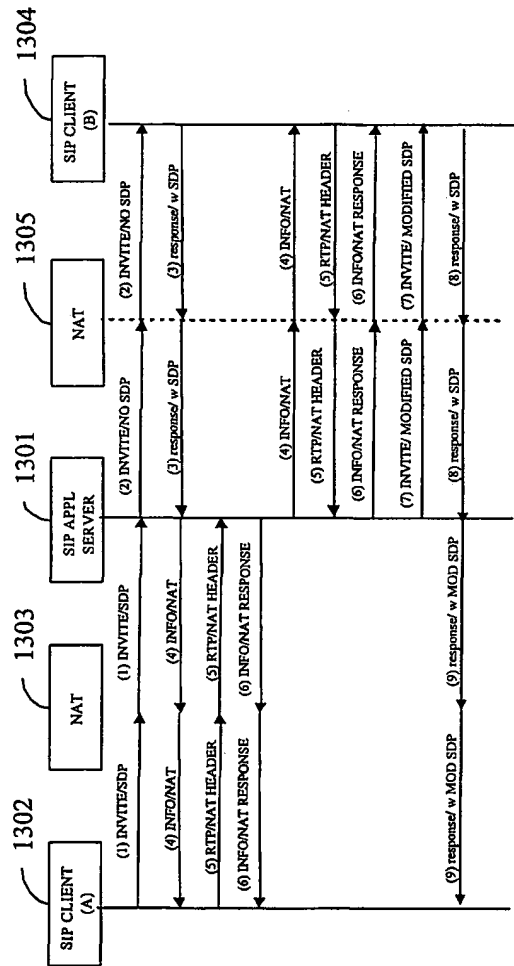 1302
1303
1301
1305
1304
SIP CLIENT
(A)
NAT
SIP APPL
SERVER
NAT
SIP CLIENT
(B)
(1) INVITE/SDP
(1) INVITE/SDP
(2) INVITE/NO SDP
(2) INVITE/NO SDP
(4) INFO/NAT
(4) INFO/NAT
(3) response/ w SDP
(3) response/ w SDP
(5) RTP/NAT HEADER
(5) RTP/NAT HEADER
(6) INFO/NAT RESPONSE
(6) INFO/NAT RESPONSE
(4) INFO/NAT
(4) INFO/NAT
(5) RTP/NAT HEADER
(5) RTP/NAT HEADER
(6) INFO/NAT RESPONSE
(6) INFO/NAT RESPONSE
(7) INVITE/ MODIFIED SDP
(7) INVITE/ MODIFIED SDP
(8) response/ w SDP
(8) response/ w SDP
(9) response/ w MOD SDP
(9) response/ w MOD SDP